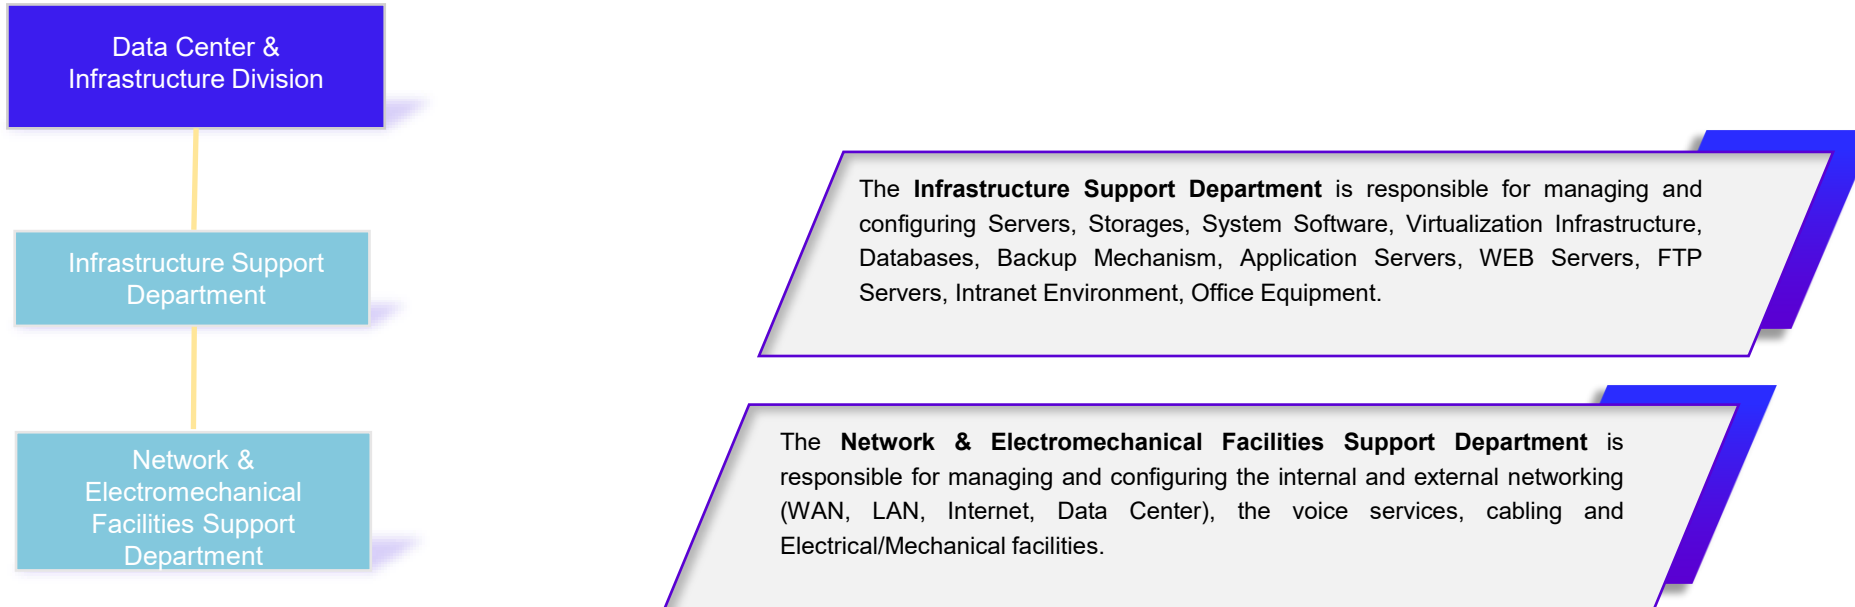 Data Center &
Infrastructure Division
Infrastructure Support
Department
Network &
Electromechanical
Facilities Support
Department
The Infrastructure Support Department is responsible for managing and
configuring Servers, Storages, System Software, Virtualization Infrastructure,
Databases, Backup Mechanism, Application Servers, WEB Servers, FTP
Servers, Intranet Environment, Office Equipment.
The Network & Electromechanical Facilities Support Department is
responsible for managing and configuring the internal and external networking
(WAN, LAN, Internet, Data Center), the voice services, cabling and
Electrical/Mechanical facilities.